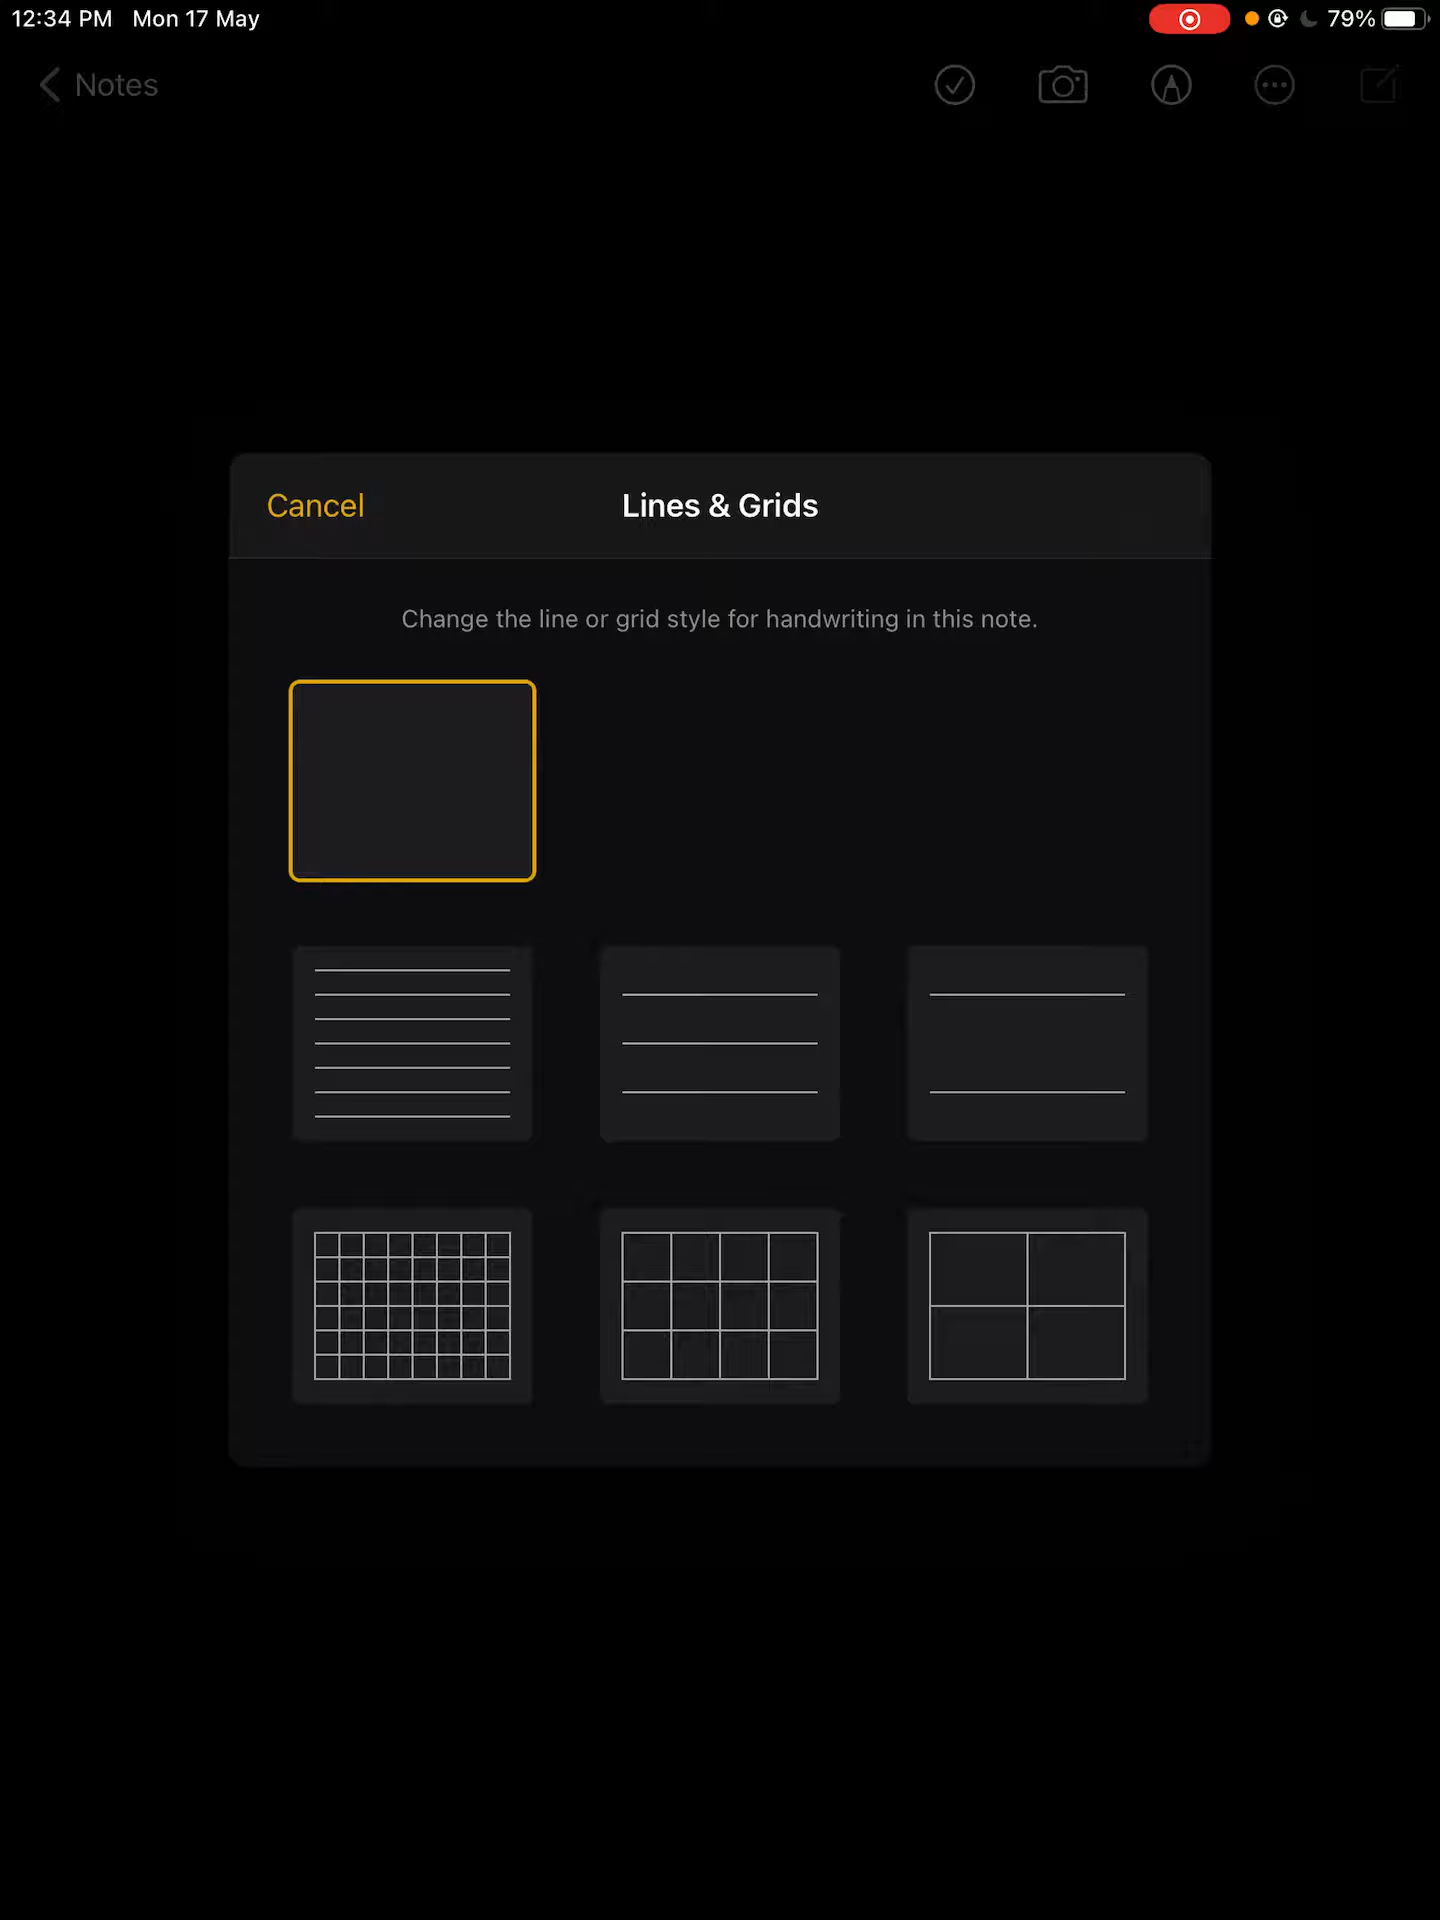 12:34 PM Mon 17 May 79%
Notes
Cancel Lines & Grids
Change the line or grid style for handwriting in this note.